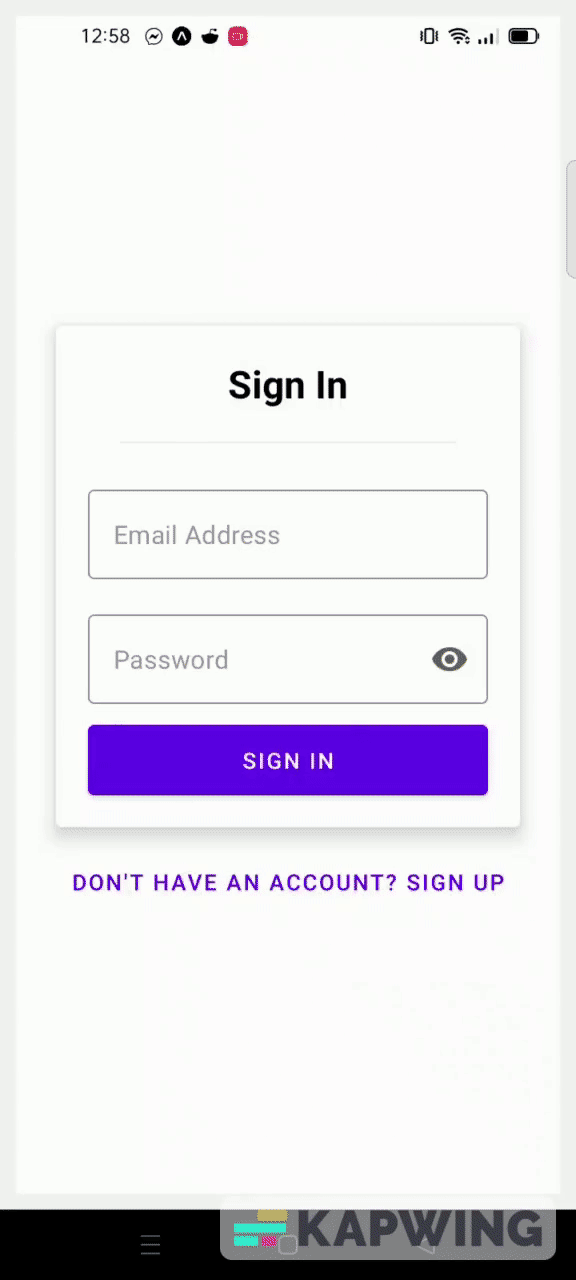 12:58
Sign In
Email Address
Password
SIGN IN
DON'T HAVE AN ACCOUNT? SIGN UP
KAPWING